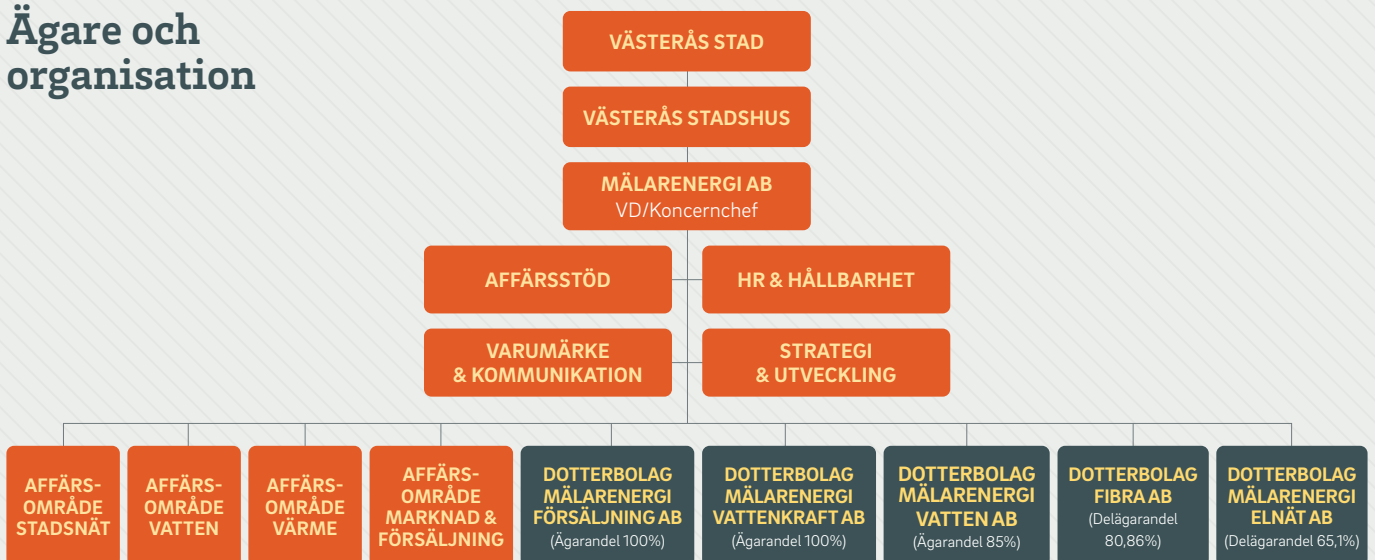 Ägare och
organisation
VÄSTERÅS STAD
VÄSTERÅS STADSHUS
MÄLARENERGI AB
VD/Koncernchef
AFFÄRSSTÖD
HR & HÅLLBARHET
VARUMÄRKE
& KOMMUNIKATION
STRATEGI
& UTVECKLING
AFFÄRS-
OMRÅDE
STADSNÄT
AFFÄRS-
OMRÅDE
VATTEN
AFFÄRS-
OMRÅDE
VÄRME
AFFÄRS-
OMRÅDE
MARKNAD &
FÖRSÄLJNING
DOTTERBOLAG
MÄLARENERGI
FÖRSÄLJNING AB
(Ägarandel 100%)
DOTTERBOLAG
MÄLARENERGI
VATTENKRAFT AB
(Ägarandel 100%)
DOTTERBOLAG
MÄLARENERGI
VATTEN AB
(Ägarandel 85%)
DOTTERBOLAG
FIBRA AB
(Delägarandel
80,86%)
DOTTERBOLAG
MÄLARENERGI
ELNÄT AB
(Delägarandel 65,1%)